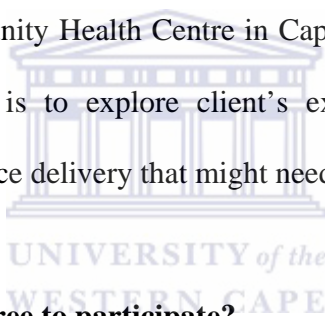 nity Health Centre in Cap
is to explore client's ex
ce delivery that might need
UNIVERSITY of the
ree to participate?
WESTERN CAPE